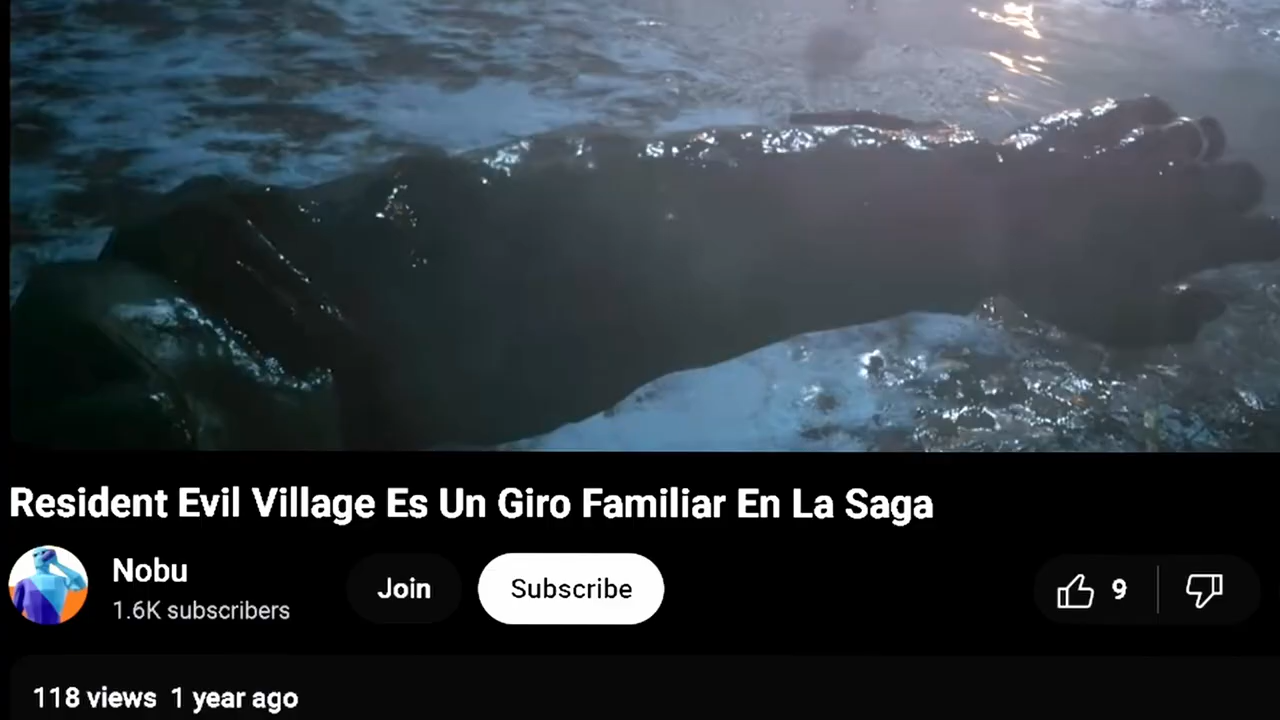 Resident Evil Village Es Un Giro Familiar En La Saga
Nobu
1.6K subscribers
Join
Subscribe
9
118 views 1 year ago